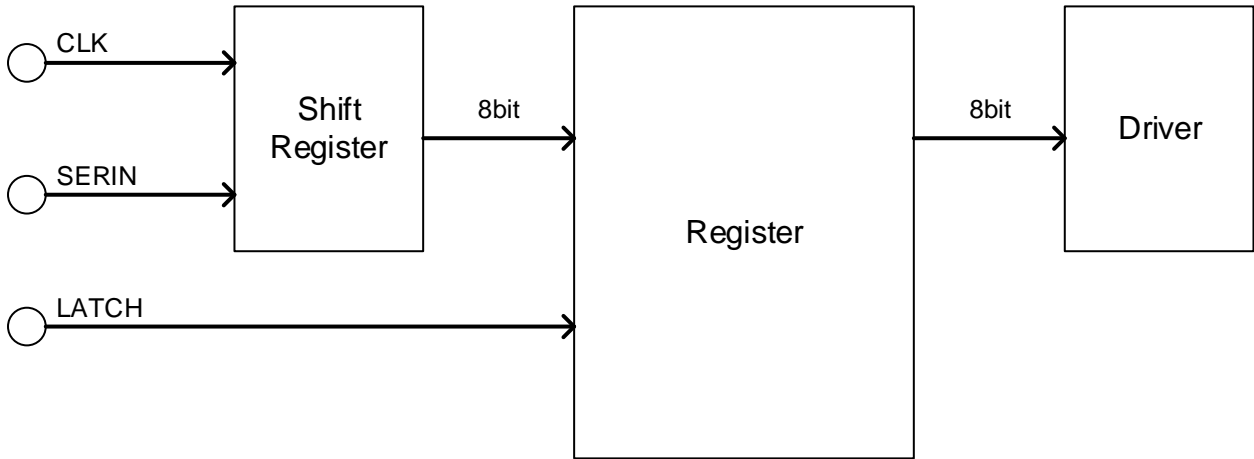 CLK
SERIN
LATCH
Shift
Register
8bit
Register
8bit
Driver